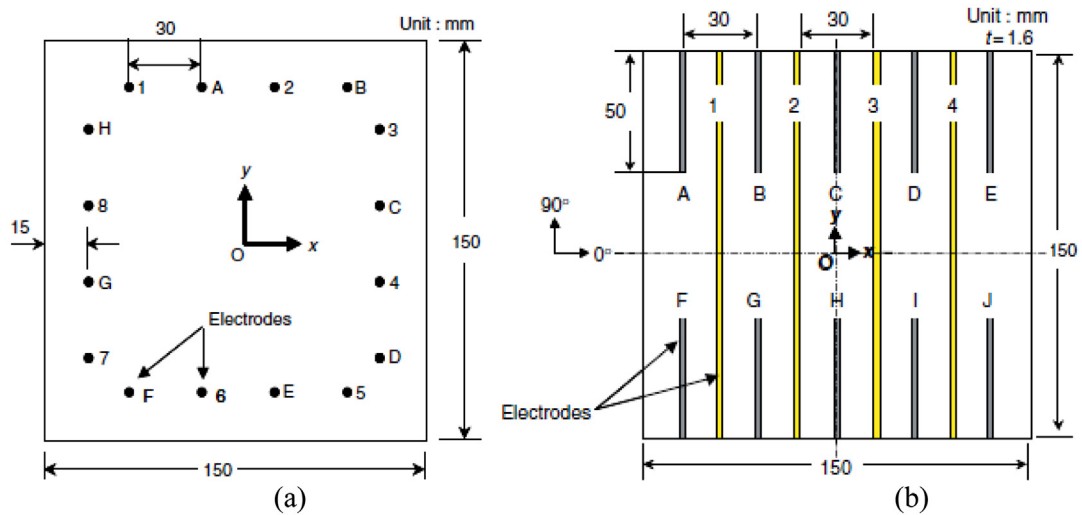 Unit : mm
30
1
A
2
B
H
3
y
8
C
15
O
x
150
G
4
Electrodes
7
D
F
6
E
5
150
(a)
Unit : mm
t=1.6
30
30
1
2
3
4
50
A
B
C
D
E
90°
y
0°
O
x
150
F
G
H
I
J
Electrodes
150
(b)